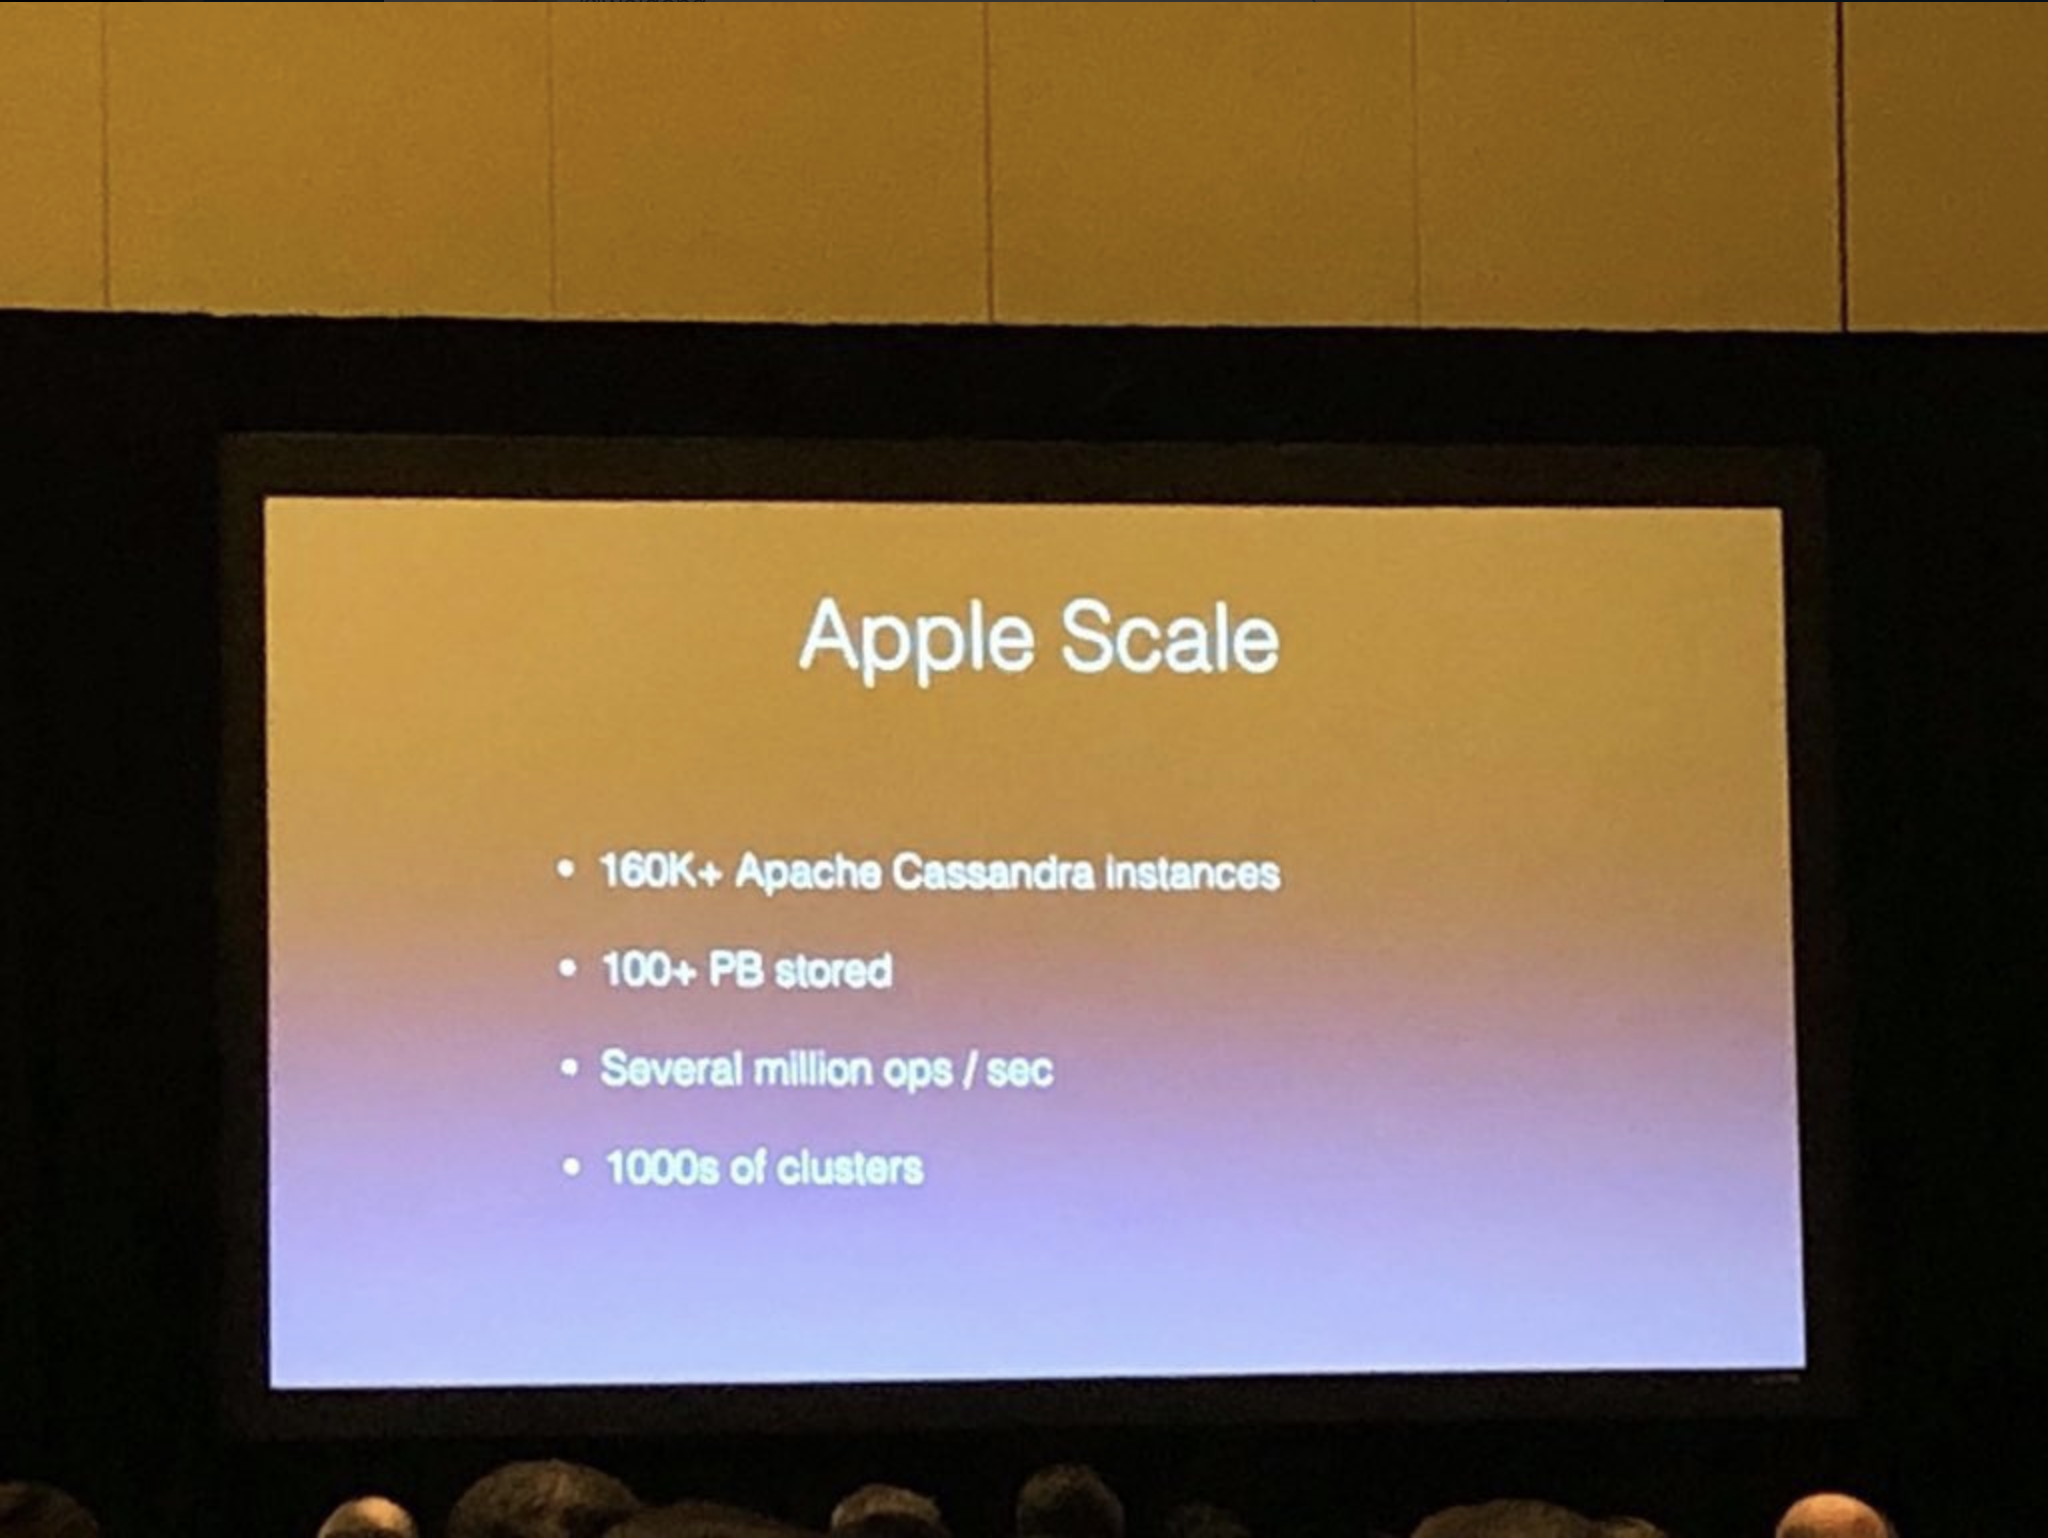 Apple Scale
• 160K+ Apache Cassandra instances
• 100+ PB stored
• Several million ops / sec
• 1000s of clusters